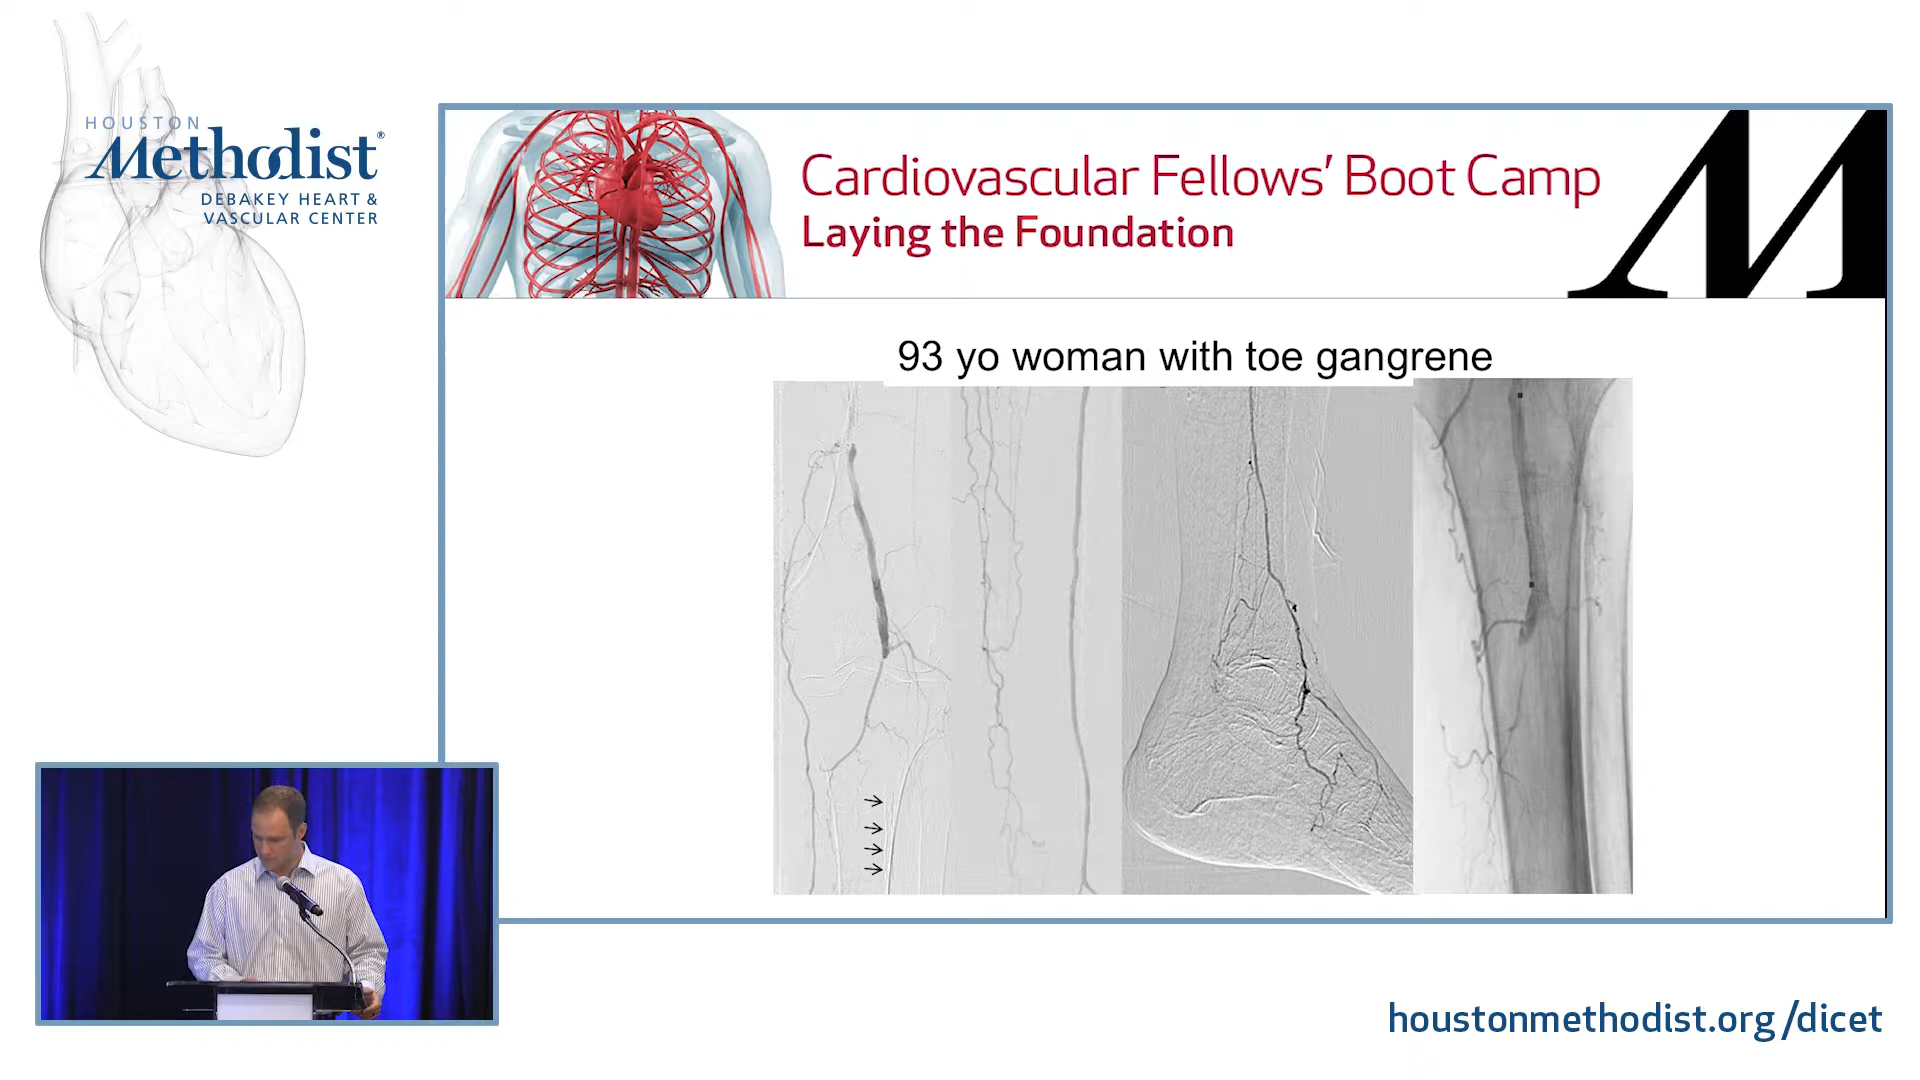 HOUSTON
Methodist®
DEBAKEY HEART &
VASCULAR CENTER
Cardiovascular Fellows’ Boot Camp
Laying the Foundation
M
93 yo woman with toe gangrene
houstonmethodist.org/dicet